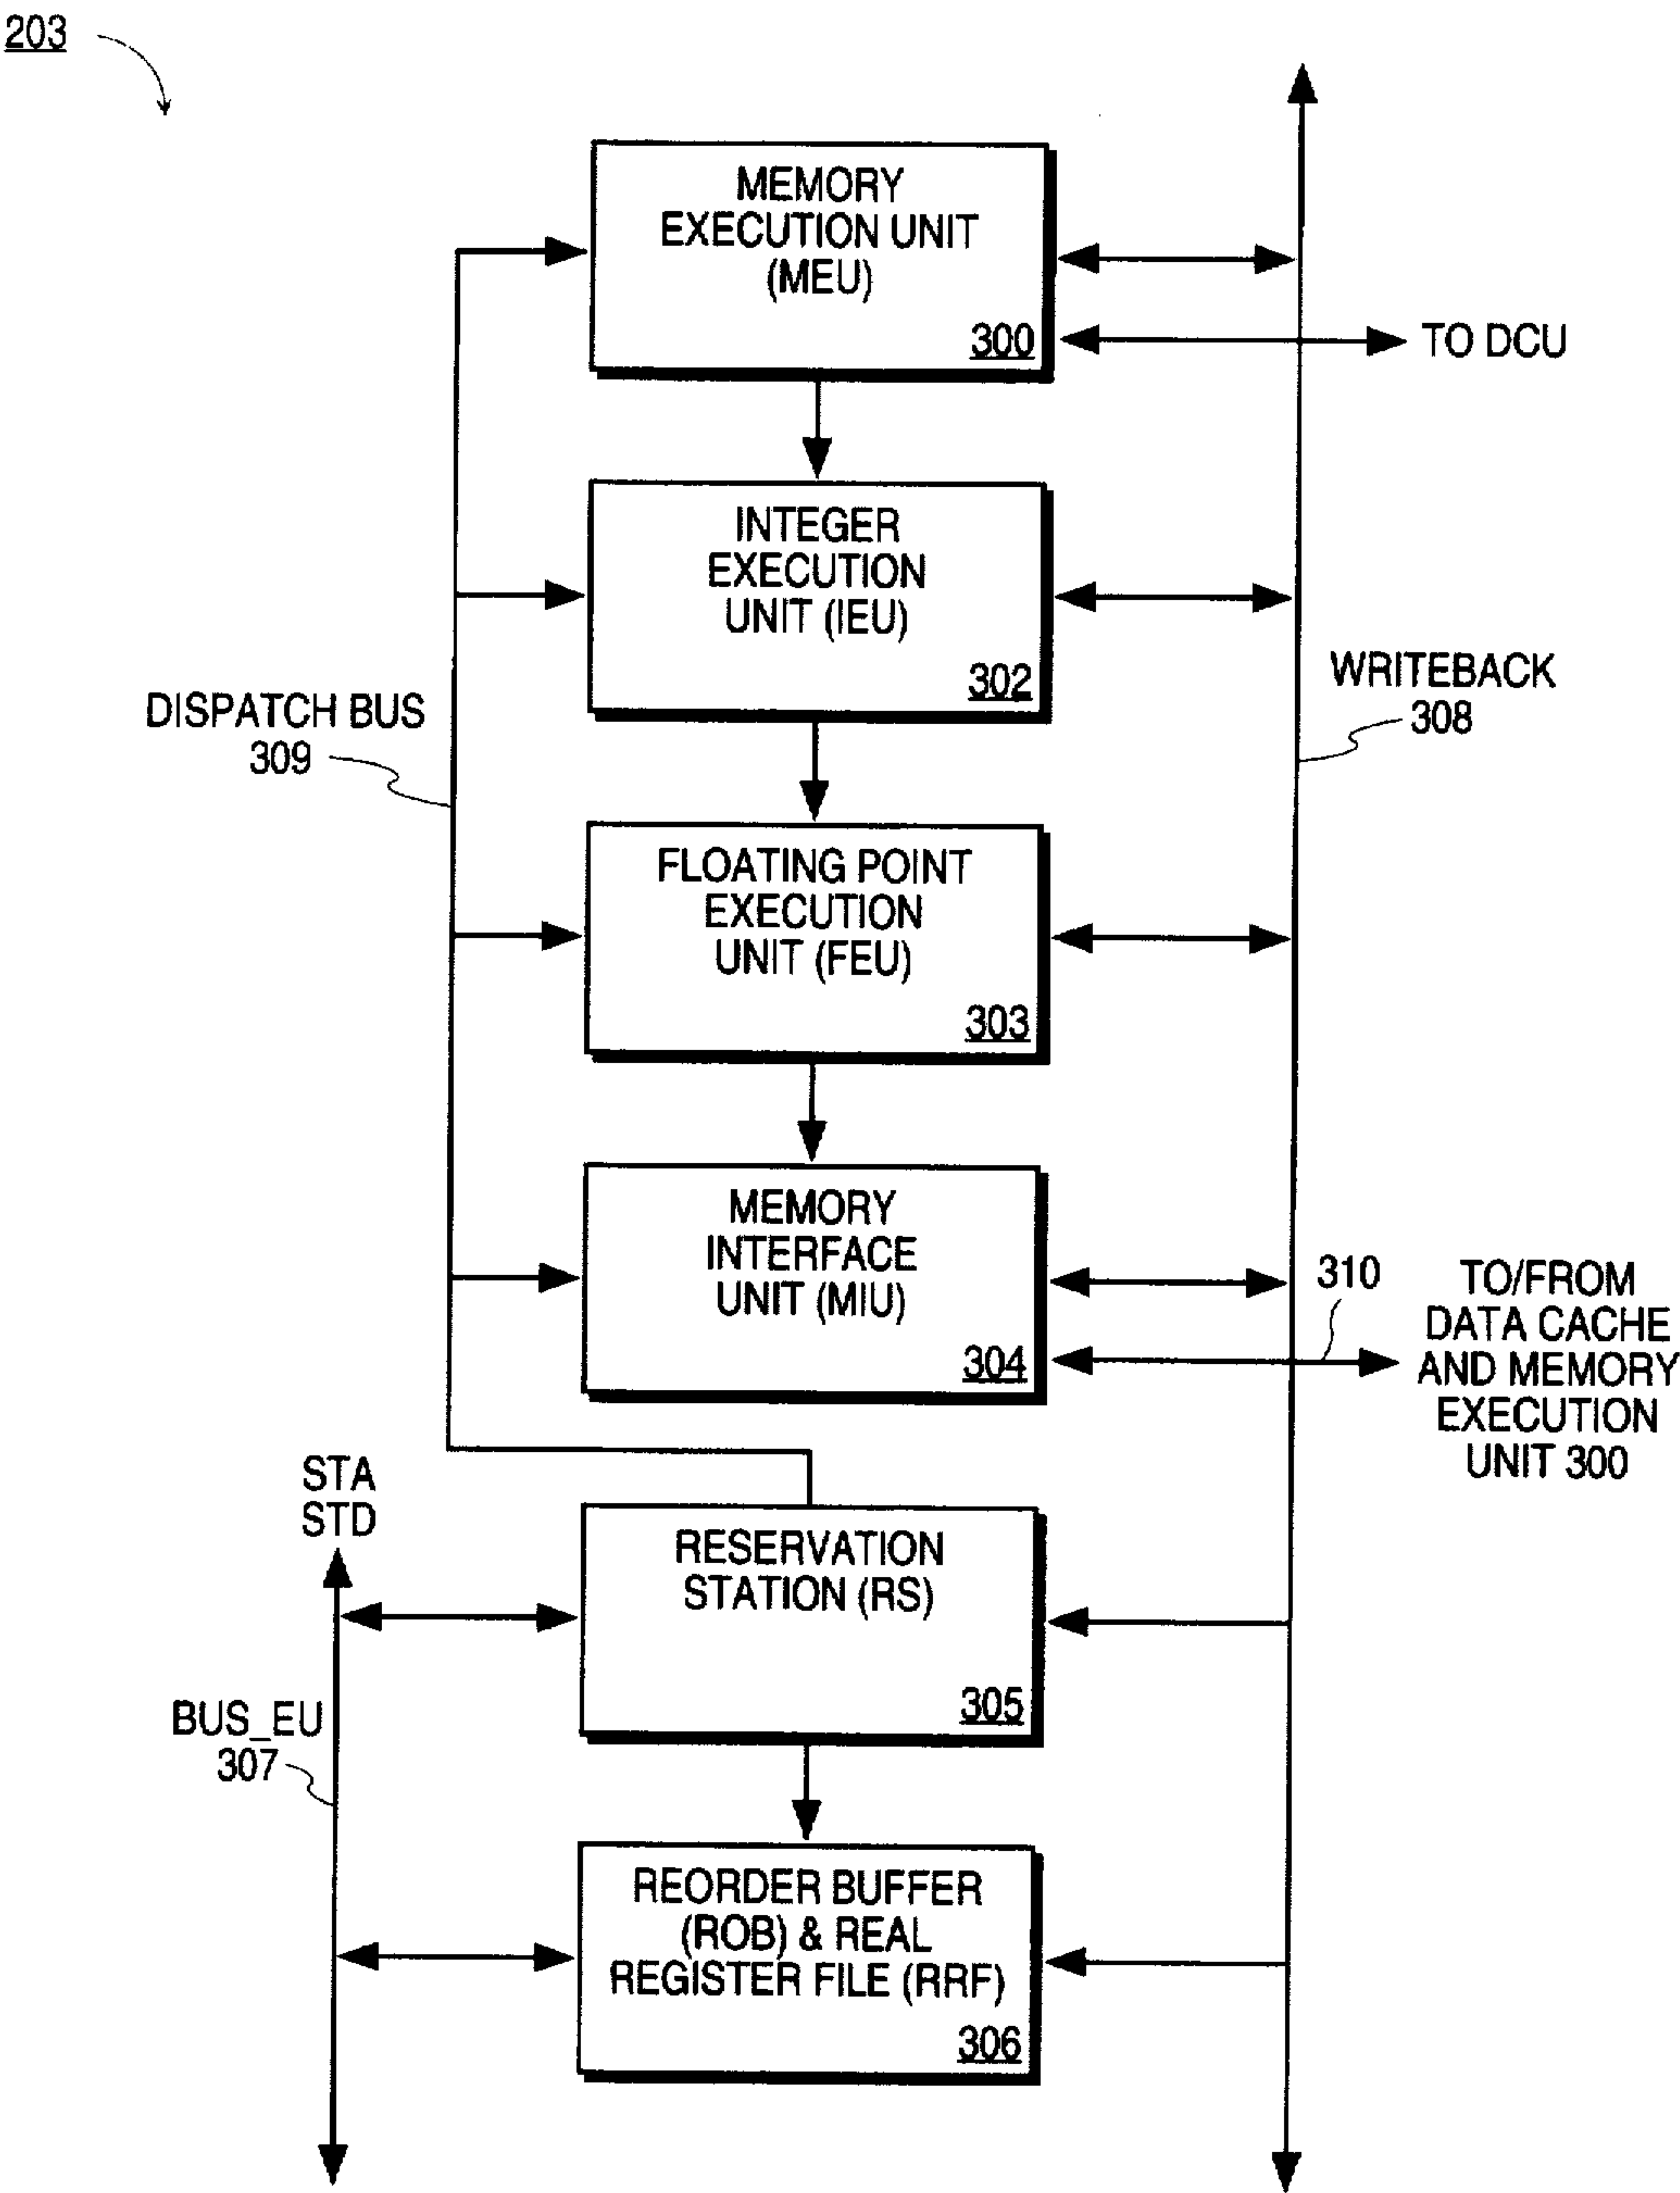 203
MEMORY
EXECUTION UNIT
(MEU)
300
TO DCU
INTEGER
EXECUTION
UNIT (IEU)
302
WRITEBACK
308
DISPATCH BUS
309
FLOATING POINT
EXECUTION
UNIT (FEU)
303
MEMORY
INTERFACE
UNIT (MIU)
304
310
TO/FROM
DATA CACHE
AND MEMORY
EXECUTION
UNIT 300
STA
STD
RESERVATION
STATION (RS)
305
BUS_EU
307
REORDER BUFFER
(ROB) & REAL
REGISTER FILE (RRF)
306